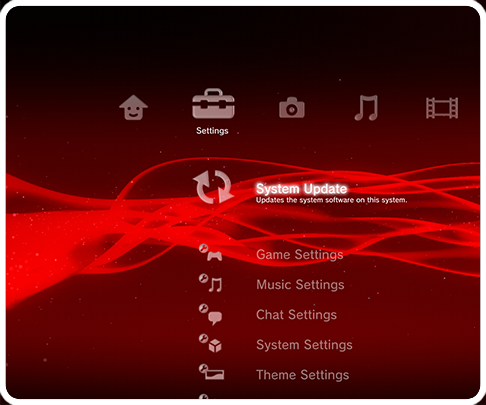 Settings
System Update
Updates the system software on this system.
Game Settings
Music Settings
Chat Settings
System Settings
Theme Settings